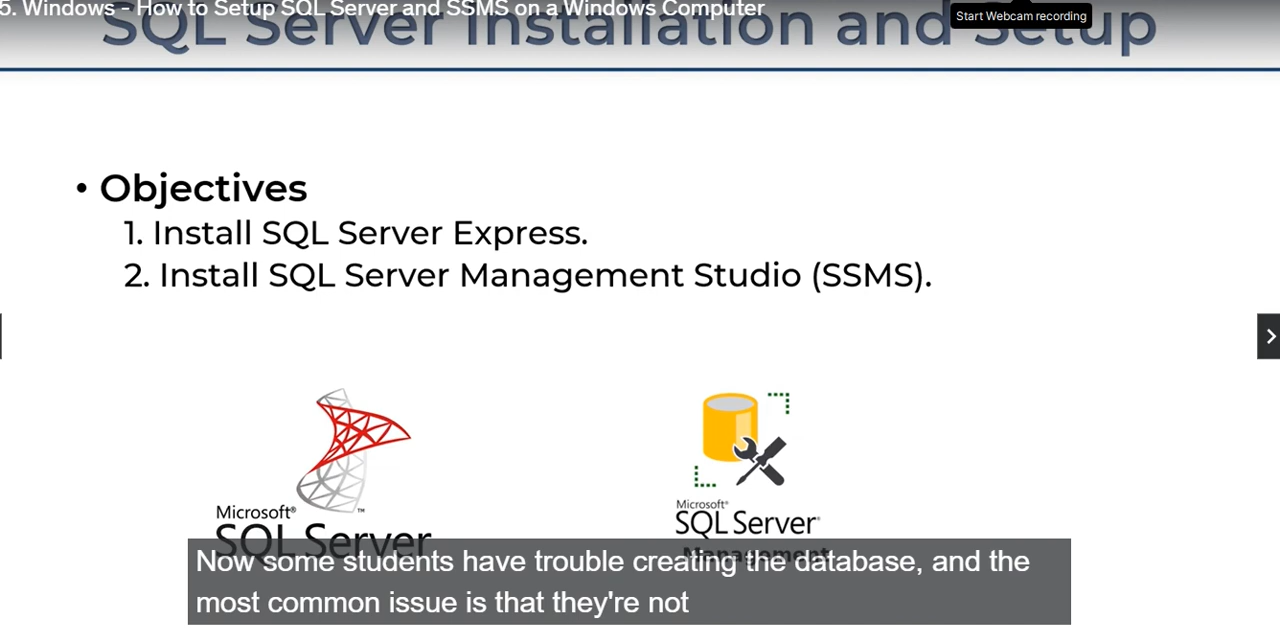 5. Windows - How to Setup SQL Server and SSMS on a Windows Computer
Start Webcam recording
SQL Server Installation and Setup
• Objectives
1. Install SQL Server Express.
2. Install SQL Server Management Studio (SSMS).
Microsoft®
SQL Server
Microsoft®
SQL Server®
Management
Now some students have trouble creating the database, and the
most common issue is that they're not